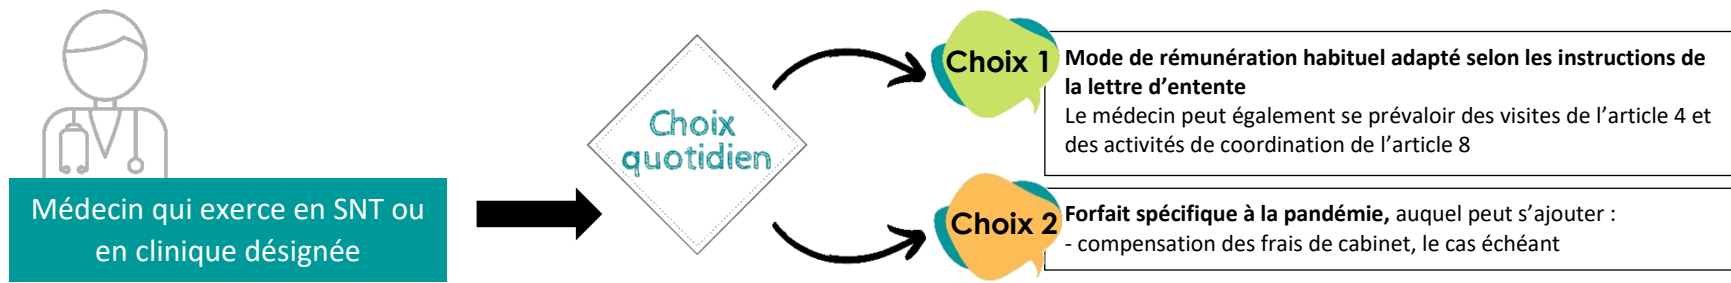 Médecin qui exerce en SNT ou
en clinique désignée
Choix
quotidien
Choix 1
Mode de rémunération habituel adapté selon les instructions de
la lettre d’entente
Le médecin peut également se prévaloir des visites de l’article 4 et
des activités de coordination de l’article 8
Choix 2
Forfait spécifique à la pandémie, auquel peut s’ajouter :
- compensation des frais de cabinet, le cas échéant